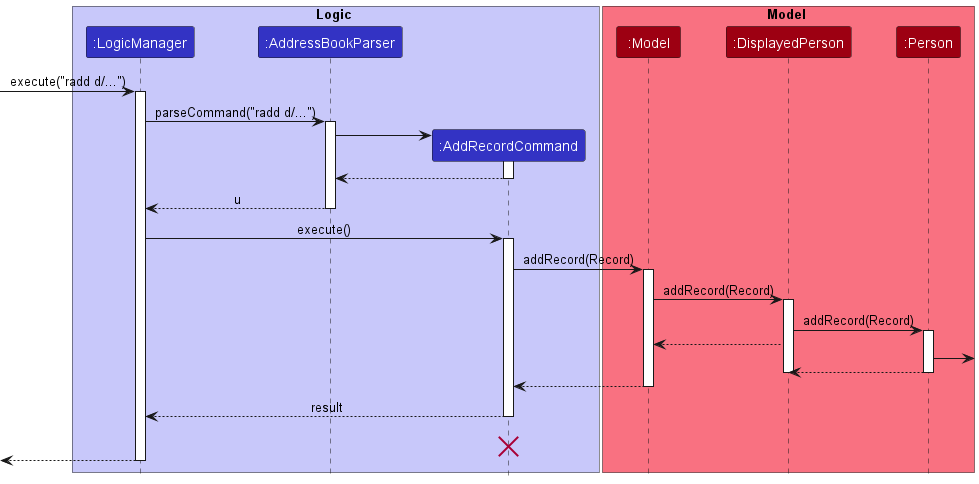 Logic
Model
:LogicManager
:AddressBookParser
:Model
:DisplayedPerson
:Person
execute("radd d/...")
parseCommand("radd d/...")
:AddRecordCommand
u
execute()
addRecord(Record)
addRecord(Record)
addRecord(Record)
result